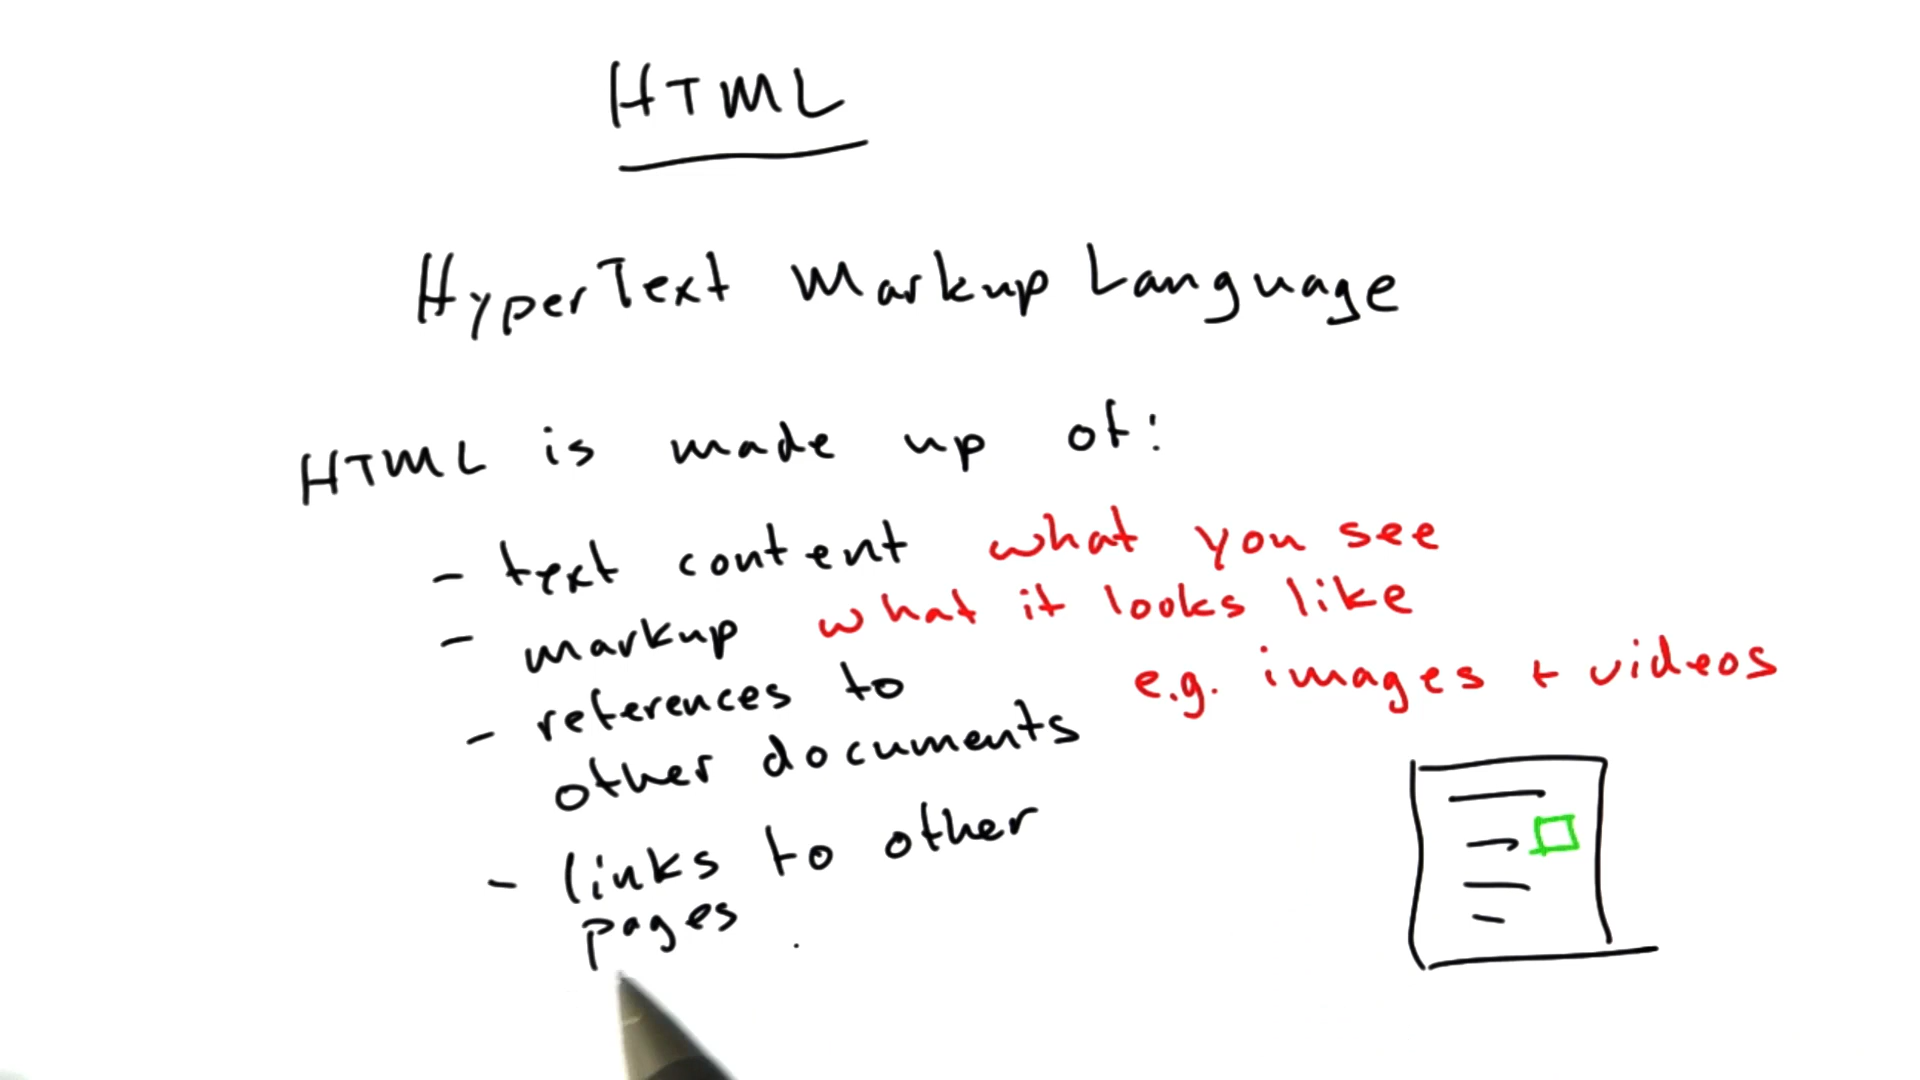 HTML
HyperText Markup Language
HTML is made up of:
- text content what you see
- markup what it looks like
- references to e.g. images + videos
other documents
- links to other
pages